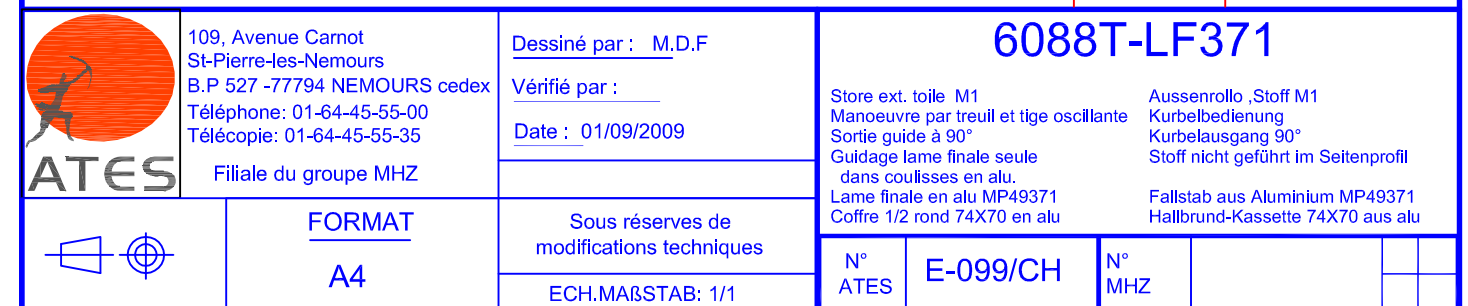 ATES
109, Avenue Carnot
St-Pierre-les-Nemours
B.P 527 -77794 NEMOURS cedex
Téléphone: 01-64-45-55-00
Télécopie: 01-64-45-55-35
Filiale du groupe MHZ
Dessiné par : M.D.F
Vérifié par :
Date : 01/09/2009
6088T-LF371
Store ext. toile M1
Manoeuvre par treuil et tige oscillante
Sortie guide à 90°
Guidage lame finale seule
dans coulisses en alu.
Lame finale en alu MP49371
Coffre 1/2 rond 74X70 en alu
Aussenrollo ,Stoff M1
Kurbelbedienung
Kurbelausgang 90°
Stoff nicht geführt im Seitenprofil
Fallstab aus Aluminium MP49371
Hallbrund-Kassette 74X70 aus alu
FORMAT
A4
Sous réserves de
modifications techniques
ECH.MAßSTAB: 1/1
N°
ATES
E-099/CH
N°
MHZ